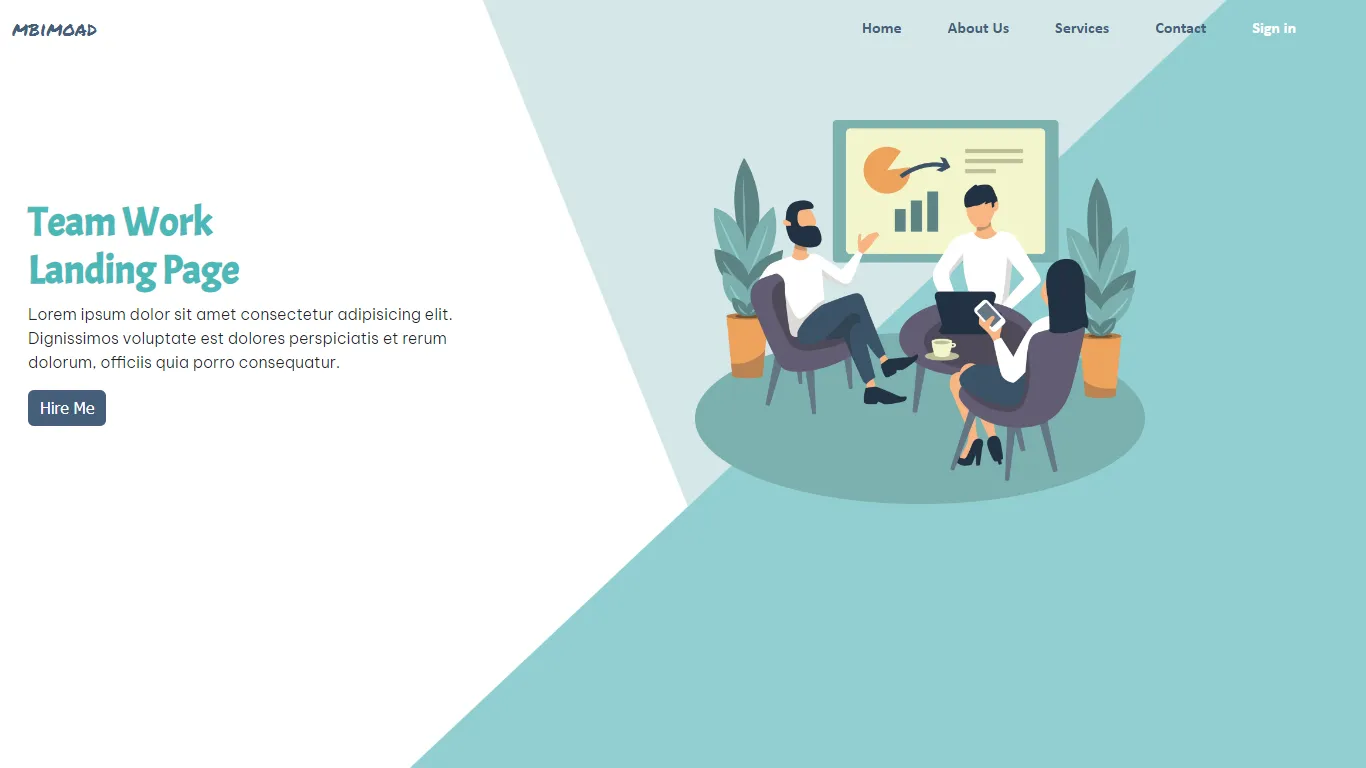 MBIMOAD
Home
About Us
Services
Contact
Sign in
Team Work
Landing Page
Lorem ipsum dolor sit amet consectetur adipisicing elit.
Dignissimos voluptate est dolores perspiciatis et rerum
dolorum, officiis quia porro consequatur.
Hire Me